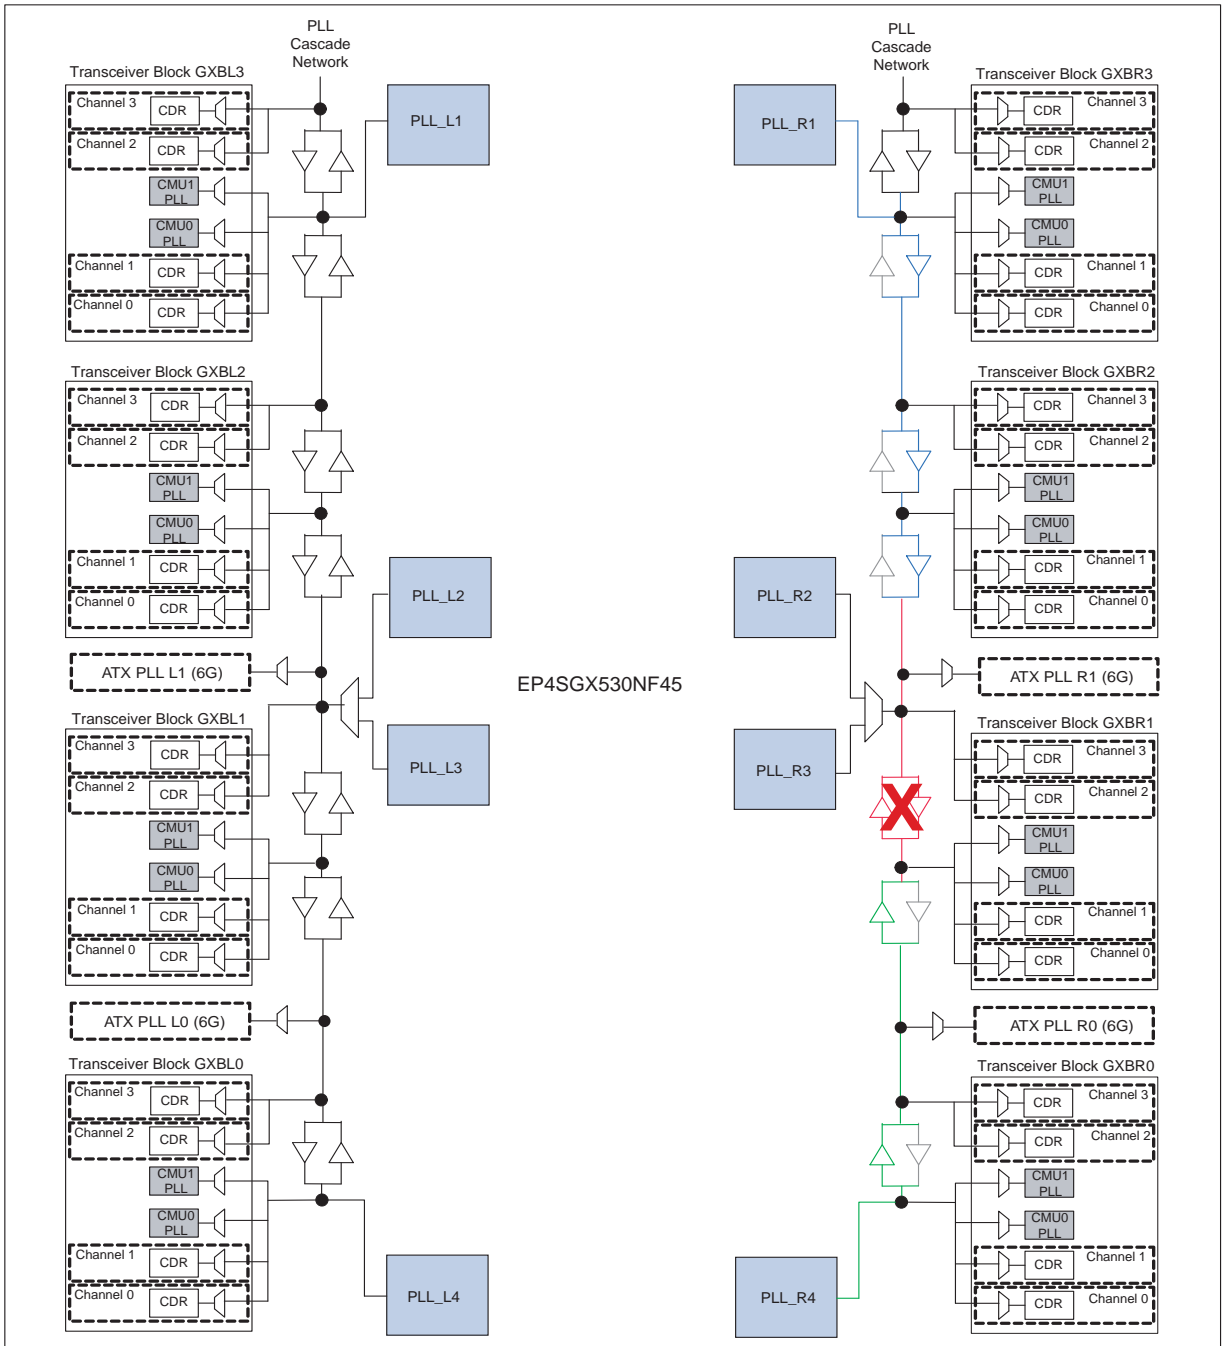 PLL
Cascade
Network
Transceiver Block GXBL3
Channel 3
CDR
Channel 2
CDR
CMU1
PLL
CMU0
PLL
Channel 1
CDR
Channel 0
CDR
PLL_L1
Transceiver Block GXBL2
Channel 3
CDR
Channel 2
CDR
CMU1
PLL
CMU0
PLL
Channel 1
CDR
Channel 0
CDR
PLL_L2
ATX PLL L1 (6G)
Transceiver Block GXBL1
Channel 3
CDR
Channel 2
CDR
CMU1
PLL
CMU0
PLL
Channel 1
CDR
Channel 0
CDR
PLL_L3
ATX PLL L0 (6G)
Transceiver Block GXBL0
Channel 3
CDR
Channel 2
CDR
CMU1
PLL
CMU0
PLL
Channel 1
CDR
Channel 0
CDR
PLL_L4
EP4SGX530NF45
PLL
Cascade
Network
PLL_R1
Transceiver Block GXBR3
Channel 3
CDR
Channel 2
CDR
CMU1
PLL
CMU0
PLL
Channel 1
CDR
Channel 0
CDR
Transceiver Block GXBR2
Channel 3
CDR
Channel 2
CDR
CMU1
PLL
CMU0
PLL
Channel 1
CDR
Channel 0
CDR
PLL_R2
ATX PLL R1 (6G)
PLL_R3
Transceiver Block GXBR1
Channel 3
CDR
Channel 2
CDR
X
CMU1
PLL
CMU0
PLL
Channel 1
CDR
Channel 0
CDR
ATX PLL R0 (6G)
Transceiver Block GXBR0
Channel 3
CDR
Channel 2
CDR
CMU1
PLL
CMU0
PLL
Channel 1
CDR
Channel 0
CDR
PLL_R4